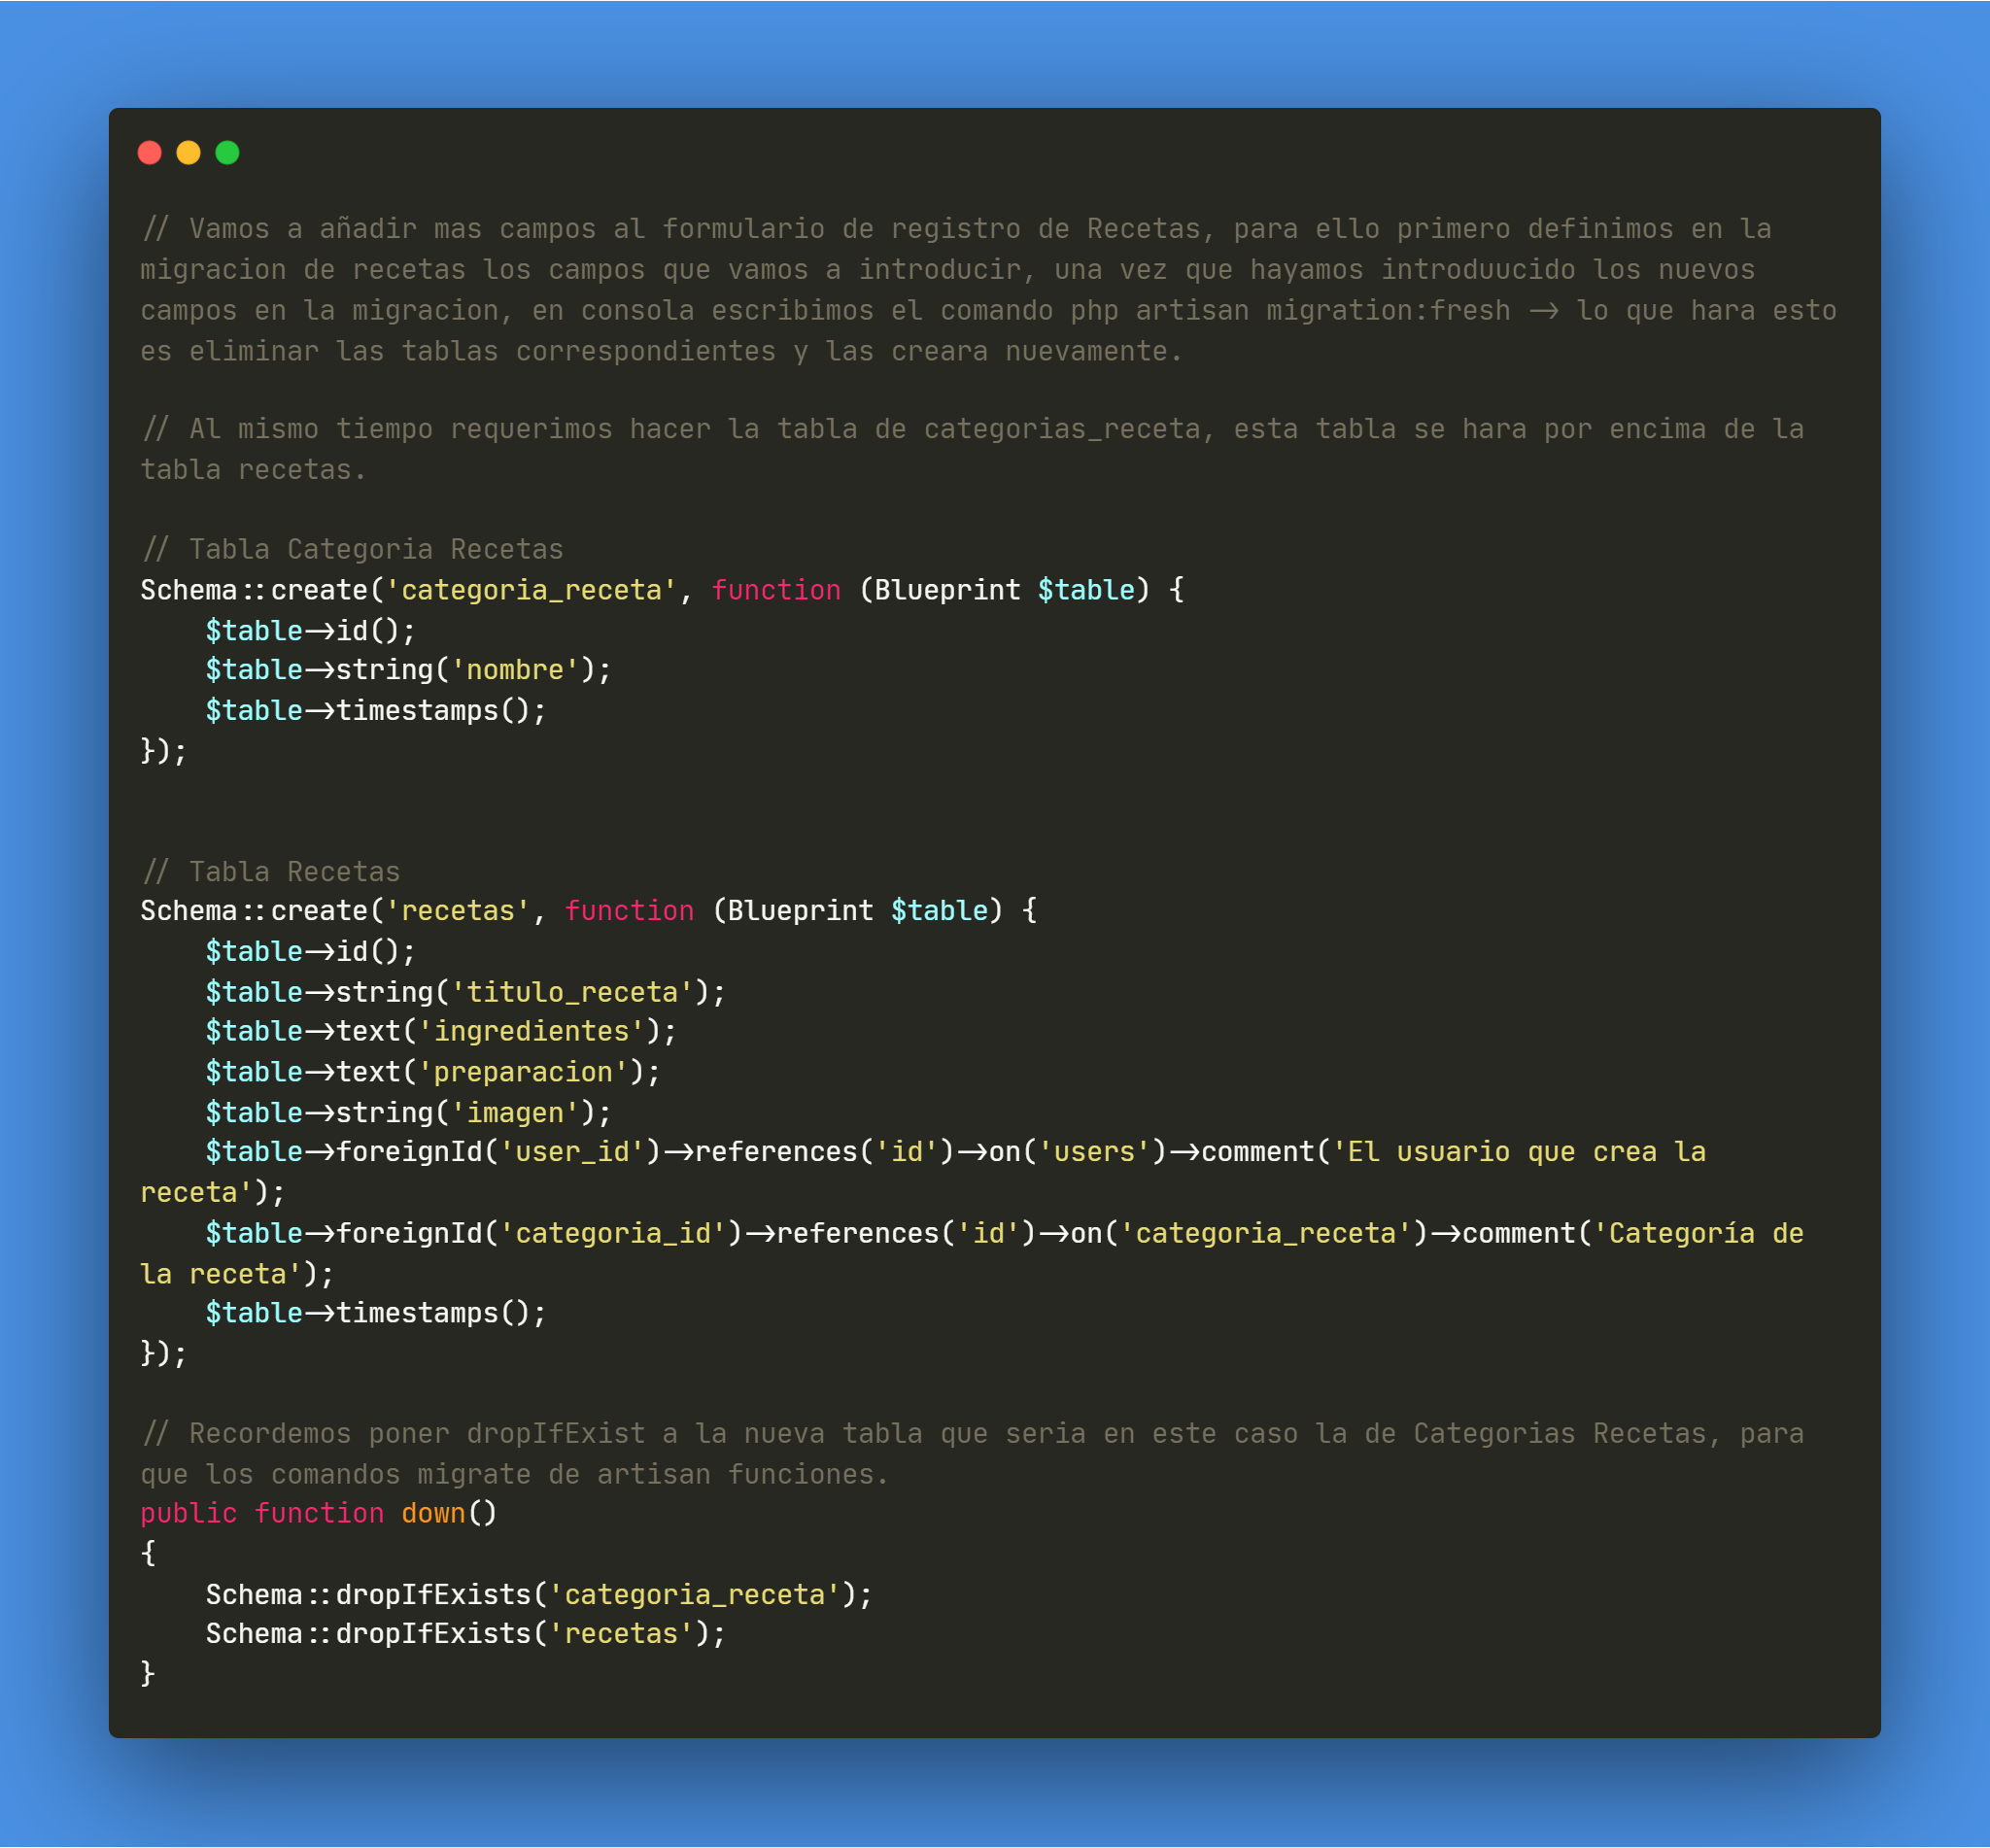 // Vamos a añadir mas campos al formulario de registro de Recetas, para ello primero definimos en la
migracion de recetas los campos que vamos a introducir, una vez que hayamos introduucido los nuevos
campos en la migracion, en consola escribimos el comando php artisan migration:fresh -> lo que hara esto
es eliminar las tablas correspondientes y las creara nuevamente.

// Al mismo tiempo requerimos hacer la tabla de categorias_receta, esta tabla se hara por encima de la
tabla recetas.

// Tabla Categoria Recetas
Schema::create('categoria_receta', function (Blueprint $table) {
    $table->id();
    $table->string('nombre');
    $table->timestamps();
});

// Tabla Recetas
Schema::create('recetas', function (Blueprint $table) {
    $table->id();
    $table->string('titulo_receta');
    $table->text('ingredientes');
    $table->text('preparacion');
    $table->string('imagen');
    $table->foreignId('user_id')->references('id')->on('users')->comment('El usuario que crea la
receta');
    $table->foreignId('categoria_id')->references('id')->on('categoria_receta')->comment('Categoría de
la receta');
    $table->timestamps();
});

// Recordemos poner dropIfExist a la nueva tabla que seria en este caso la de Categorias Recetas, para
que los comandos migrate de artisan funciones.
public function down()
{
    Schema::dropIfExists('categoria_receta');
    Schema::dropIfExists('recetas');
}